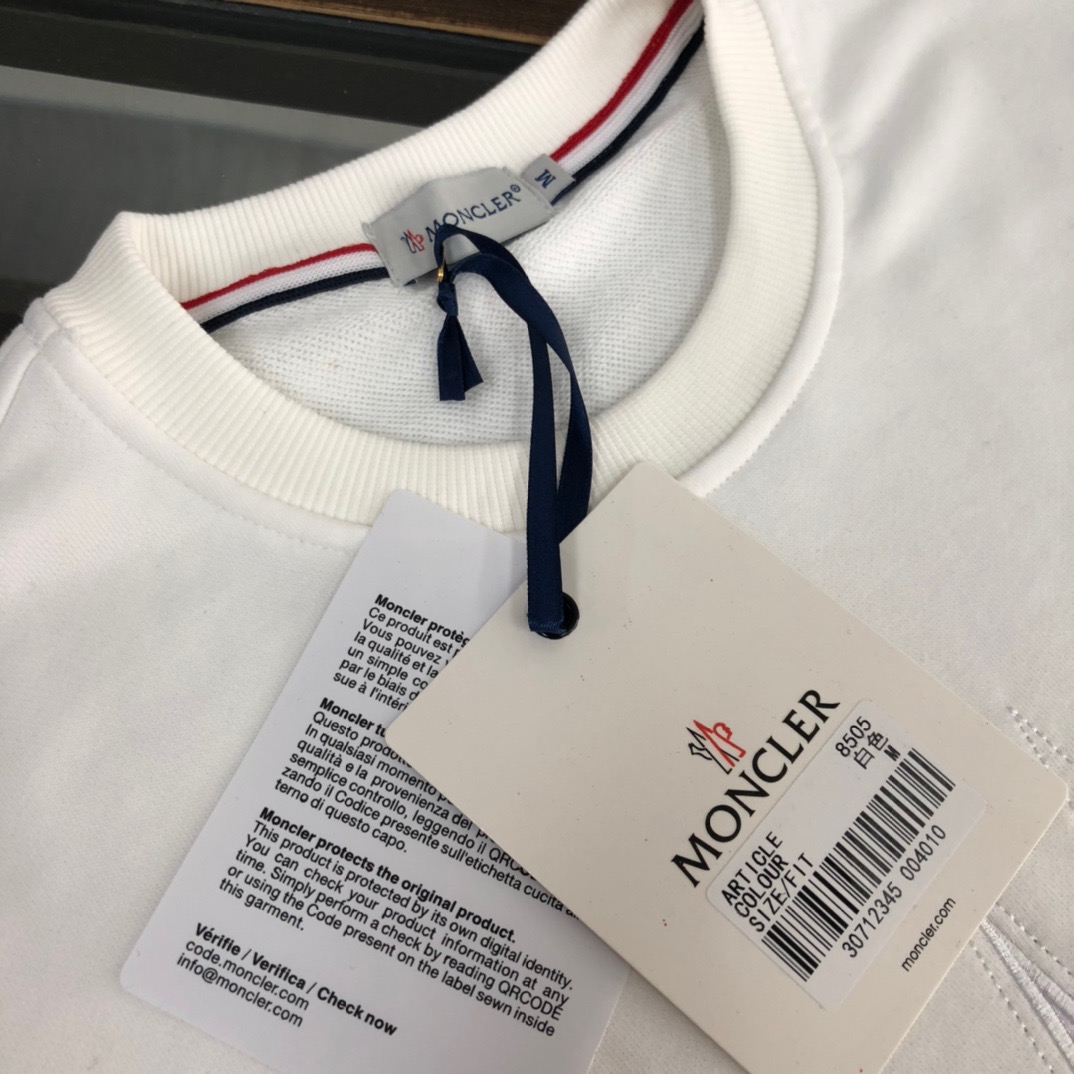 MONCLER®
M
Moncler protèg
Ce produit est
Vous pouvez
la qualité et la
un simple
par le biais
sue à l'intéri
Moncler
Questo prodot
In qualsiasi momento
qualità e la provenienza del
semplice controllo, leggendo il QRCO
zando il Codice presente sull'etichetta cucita
terno di questo capo.
Moncler protects the original product.
This product is protected by its own digital identity.
You can check your product information at any
time. Simply perform a check by reading QRCODE
or using the Code present on the label sewn inside
this garment.
Vérifie / Verifica / Check now
code.moncler.com
info@moncler.com
MONCLER
ARTICLE 8505
COLOUR 白色
SIZE/FIT M
30712345 004010
moncler.com